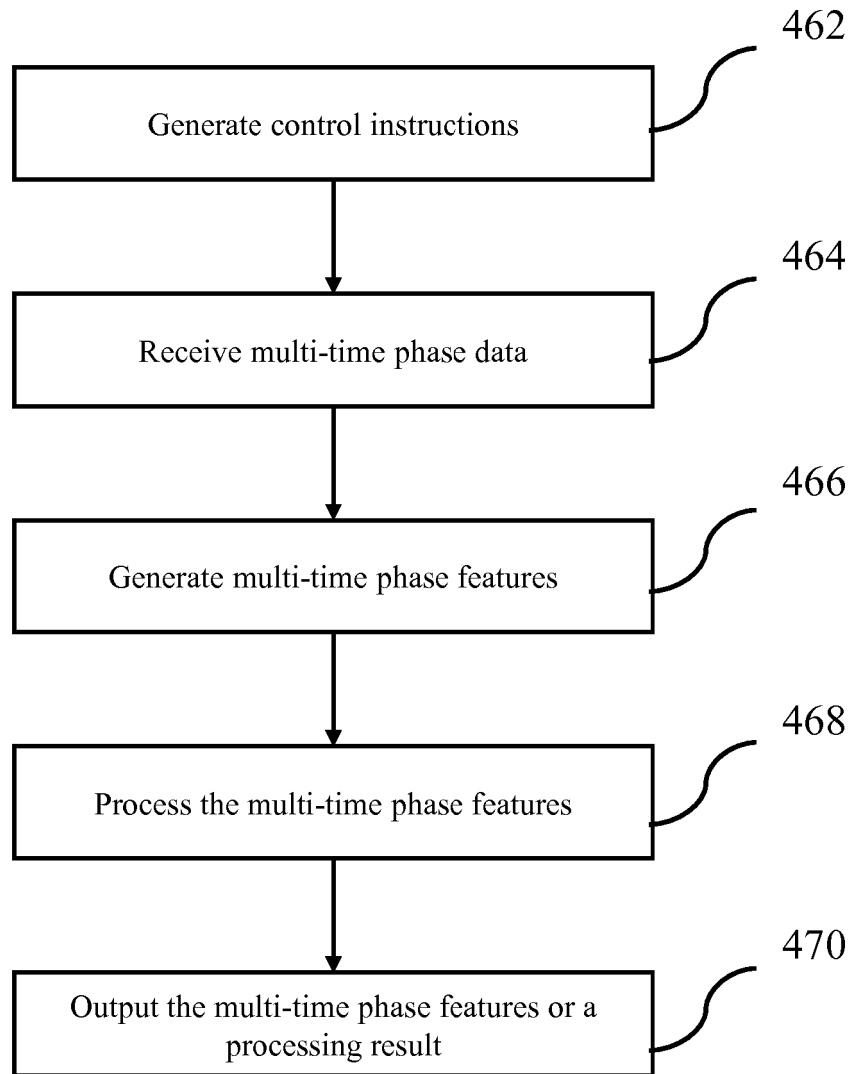 462
Generate control instructions
464
Receive multi-time phase data
466
Generate multi-time phase features
468
Process the multi-time phase features
470
Output the multi-time phase features or a
processing result